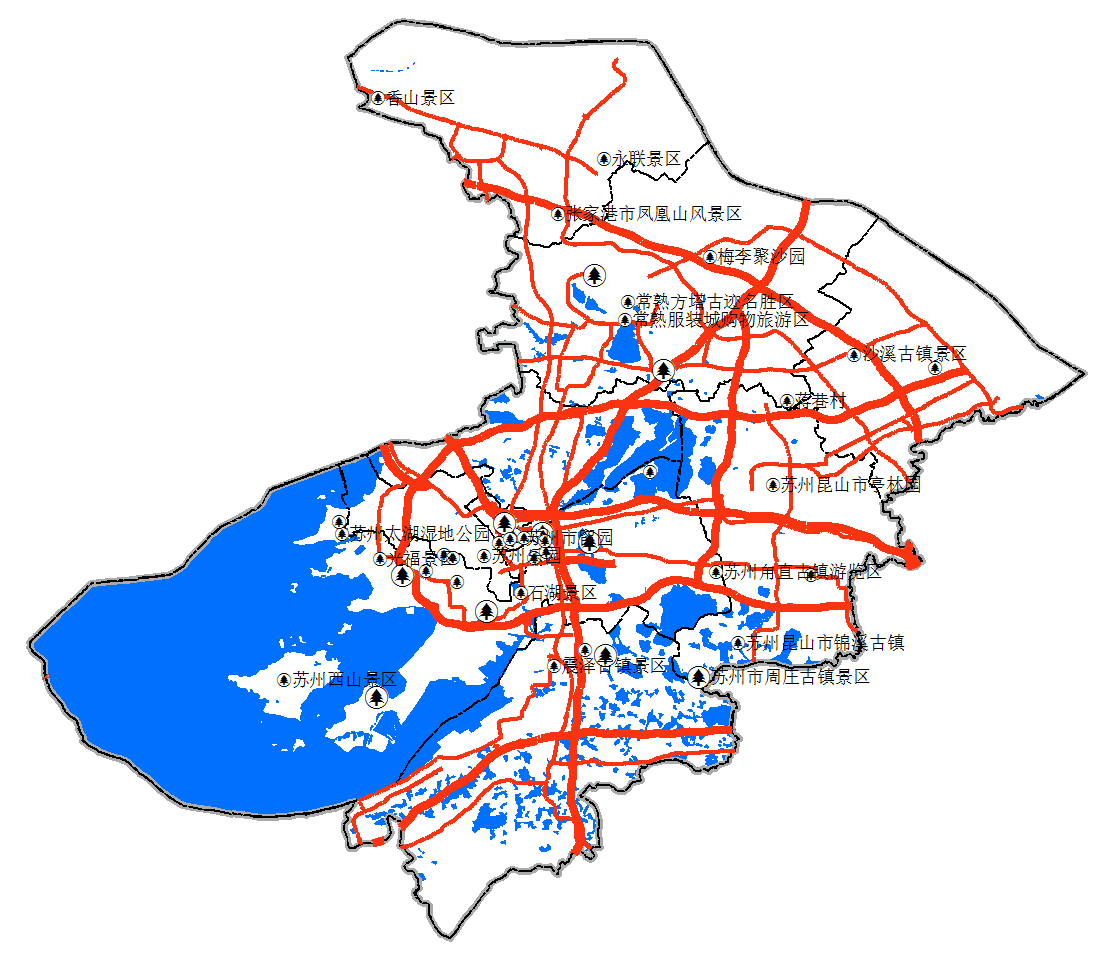 香山景区
永联景区
张家港市凤凰山风景区
梅李聚沙园
常熟方塔古迹名胜区
常熟服装城购物旅游区
沙溪古镇景区
蒋巷村
苏州昆山市亭林园
苏州太湖湿地公园
苏州市留园
光福景区
苏州乐园
苏州甪直古镇游览区
石湖景区
苏州昆山市锦溪古镇
震泽古镇景区
苏州市周庄古镇景区
苏州西山景区